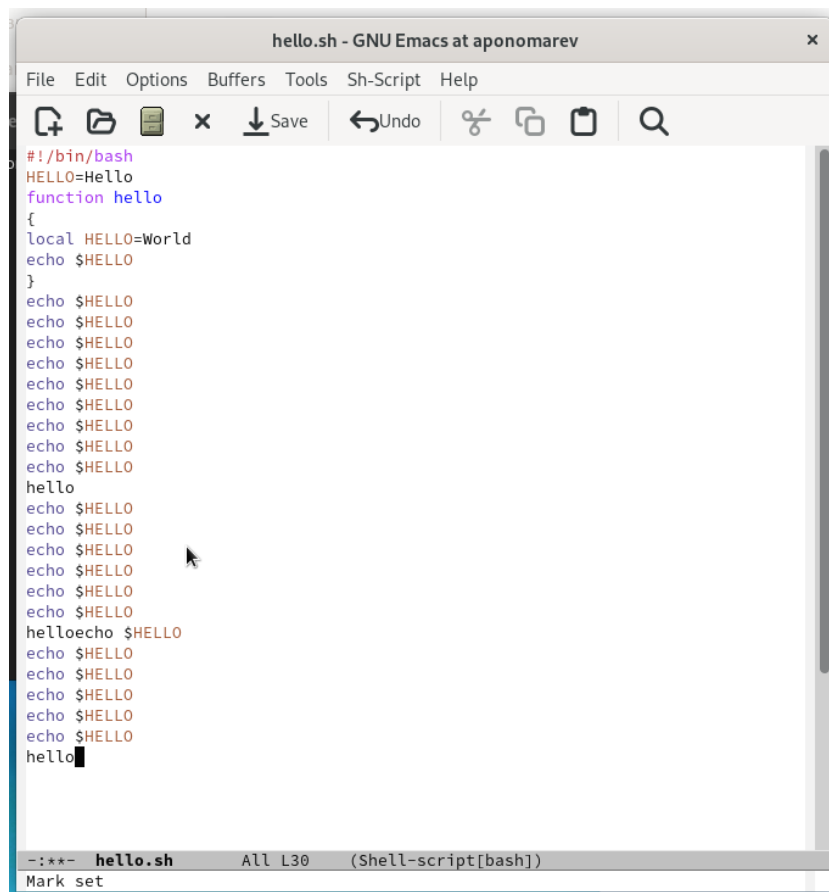 hello.sh - GNU Emacs at aponomarev
File Edit Options Buffers Tools Sh-Script Help
Save Undo
#!/bin/bash
HELLO=Hello
function hello
{
local HELLO=World
echo $HELLO
}
echo $HELLO
echo $HELLO
echo $HELLO
echo $HELLO
echo $HELLO
echo $HELLO
echo $HELLO
echo $HELLO
echo $HELLO
hello
echo $HELLO
echo $HELLO
echo $HELLO
echo $HELLO
echo $HELLO
echo $HELLO
helloecho $HELLO
echo $HELLO
echo $HELLO
echo $HELLO
echo $HELLO
echo $HELLO
hello
-:**- hello.sh All L30 (Shell-script[bash])
Mark set